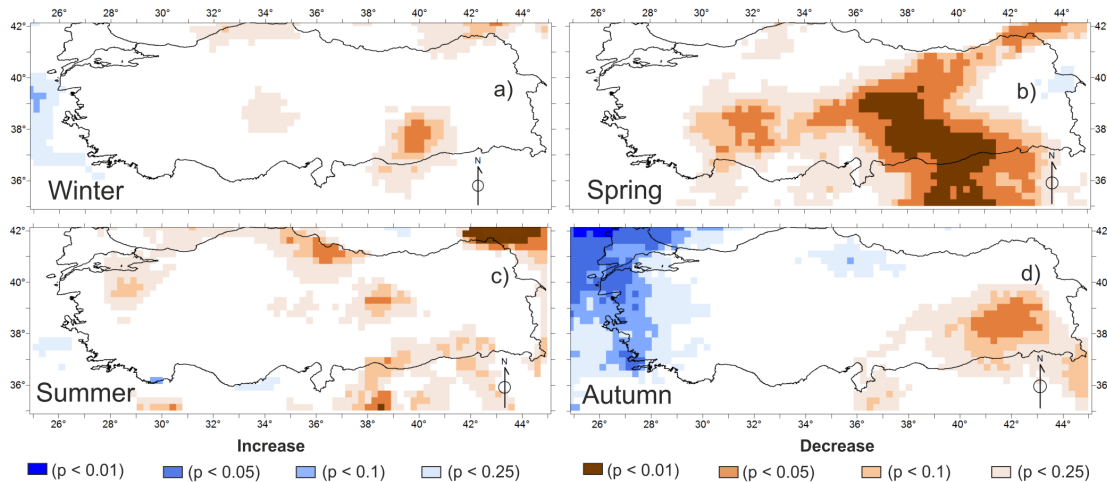 26° 28° 30° 32° 34° 36° 38° 40° 42° 44° 26° 28° 30° 32° 34° 36° 38° 40° 42° 44°
42° 42°
a) b)
40° 40°
38° 38°
N N
36° 36°
Winter Spring
42° 42°
c) d)
40° 40°
38° 38°
N N
36° 36°
Summer Autumn
26° 28° 30° 32° 34° 36° 38° 40° 42° 44° 26° 28° 30° 32° 34° 36° 38° 40° 42° 44°
Increase Decrease
(p < 0.01) (p < 0.05) (p < 0.1) (p < 0.25) (p < 0.01) (p < 0.05) (p < 0.1) (p < 0.25)